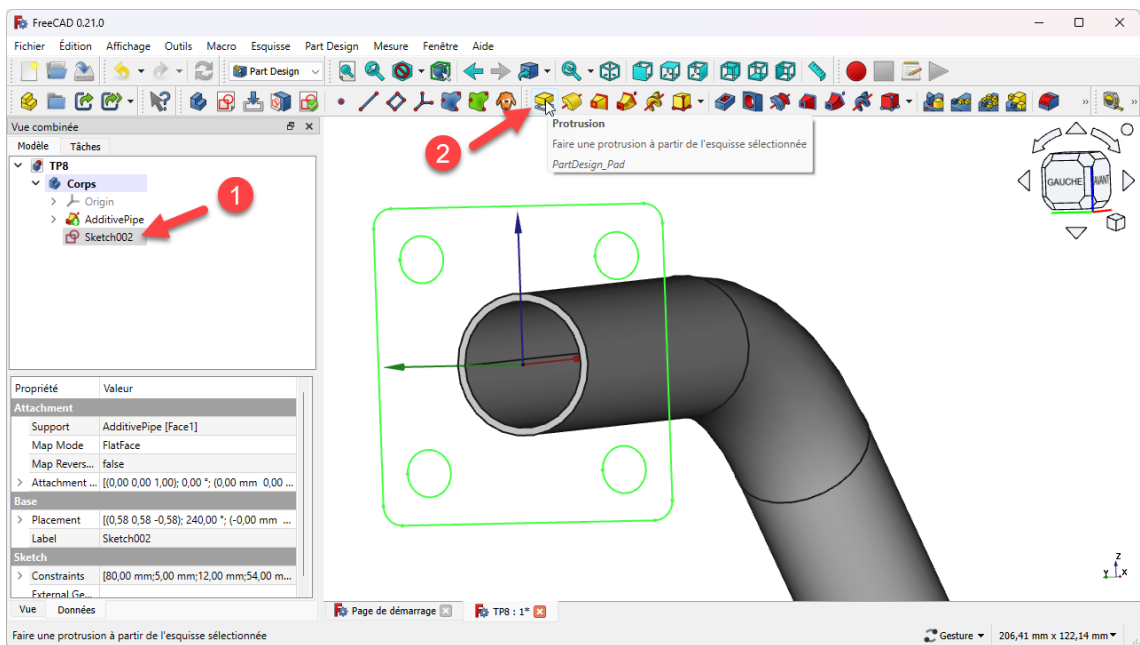 FreeCAD 0.21.0
Fichier Édition Affichage Outils Macro Esquisse Part Design Mesure Fenêtre Aide
Part Design
»
»
Vue combinée
Modèle Tâches
TP8
Corps
Origin
AdditivePipe
Sketch002
1
2
Protrusion
Faire une protrusion à partir de l'esquisse sélectionnée
PartDesign_Pad
GAUCHE AVANT
Propriété Valeur
Attachment
Support AdditivePipe [Face1]
Map Mode FlatFace
Map Revers... false
Attachment ... [(0,00 0,00 1,00); 0,00 °; (0,00 mm 0,00 ...
Base
Placement [(0,58 0,58 -0,58); 240,00 °; (-0,00 mm ...
Label Sketch002
Sketch
Constraints [80,00 mm;5,00 mm;12,00 mm;54,00 m...
External Ge...
Z
Y X
Vue Données
Page de démarrage TP8 : 1*
Faire une protrusion à partir de l'esquisse sélectionnée
Gesture 206,41 mm x 122,14 mm